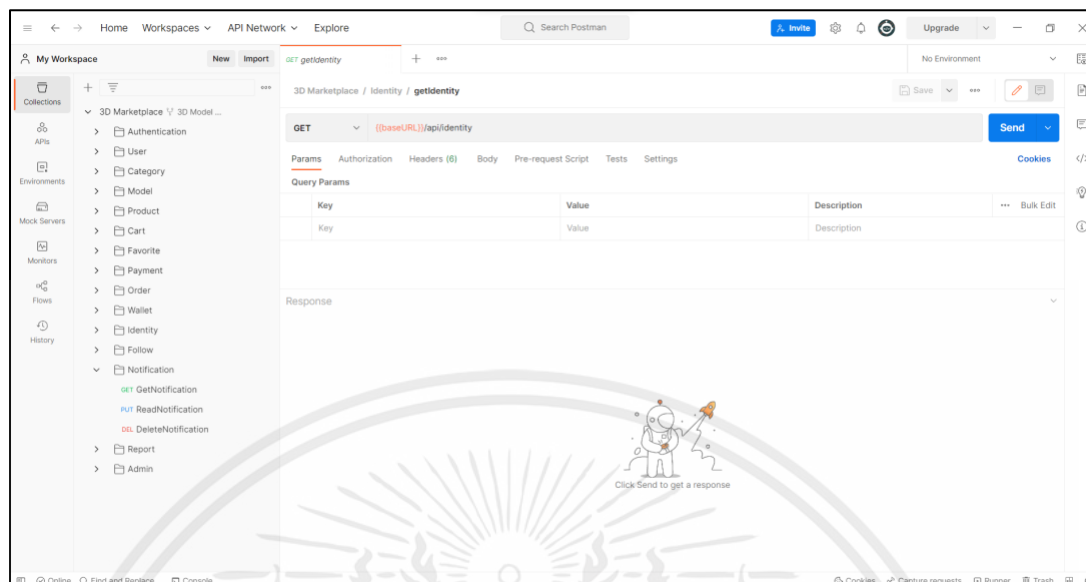 Home Workspaces API Network Explore Search Postman Invite Upgrade
My Workspace New Import GET getIdentity No Environment
Collections
APIs
Environments
Mock Servers
Monitors
Flows
History
3D Marketplace 3D Model ...
Authentication
User
Category
Model
Product
Cart
Favorite
Payment
Order
Wallet
Identity
Follow
Notification
GET GetNotification
PUT ReadNotification
DEL DeleteNotification
Report
Admin
3D Marketplace / Identity / getIdentity Save
GET {{baseURL}}/api/identity Send
Params Authorization Headers (6) Body Pre-request Script Tests Settings Cookies
Query Params
Key Value Description Bulk Edit
Key Value Description
Response
Click Send to get a response
Online Find and Replace Console Cookies Capture requests Runner Trash